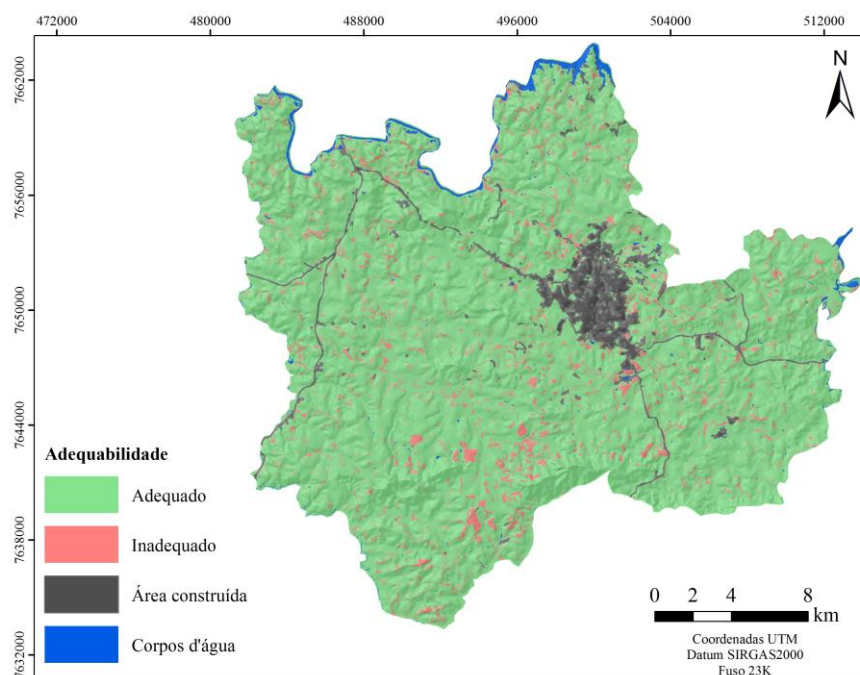 472000
480000
488000
496000
504000
512000
7662000
7656000
7650000
7644000
7638000
7632000
N
Adequabilidade
Adequado
Inadequado
Área construída
Corpos d'água
0 2 4 8
km
Coordenadas UTM
Datum SIRGAS2000
Fuso 23K